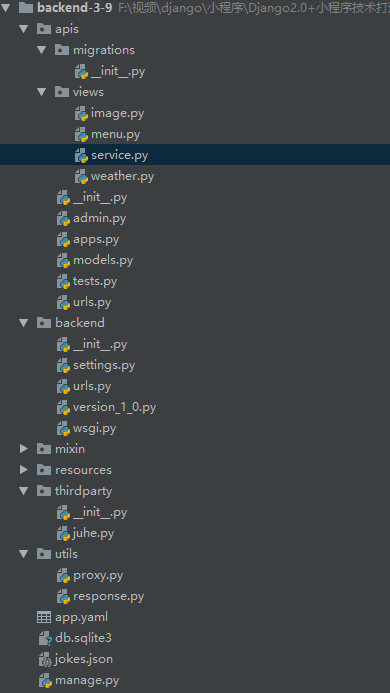 backend-3-9 F:\视频\django\小程序\Django2.0+小程序技术打
apis
migrations
__init__.py
views
image.py
menu.py
service.py
weather.py
__init__.py
admin.py
apps.py
models.py
tests.py
urls.py
backend
__init__.py
settings.py
urls.py
version_1_0.py
wsgi.py
mixin
resources
thirdparty
__init__.py
juhe.py
utils
proxy.py
response.py
app.yaml
db.sqlite3
jokes.json
manage.py